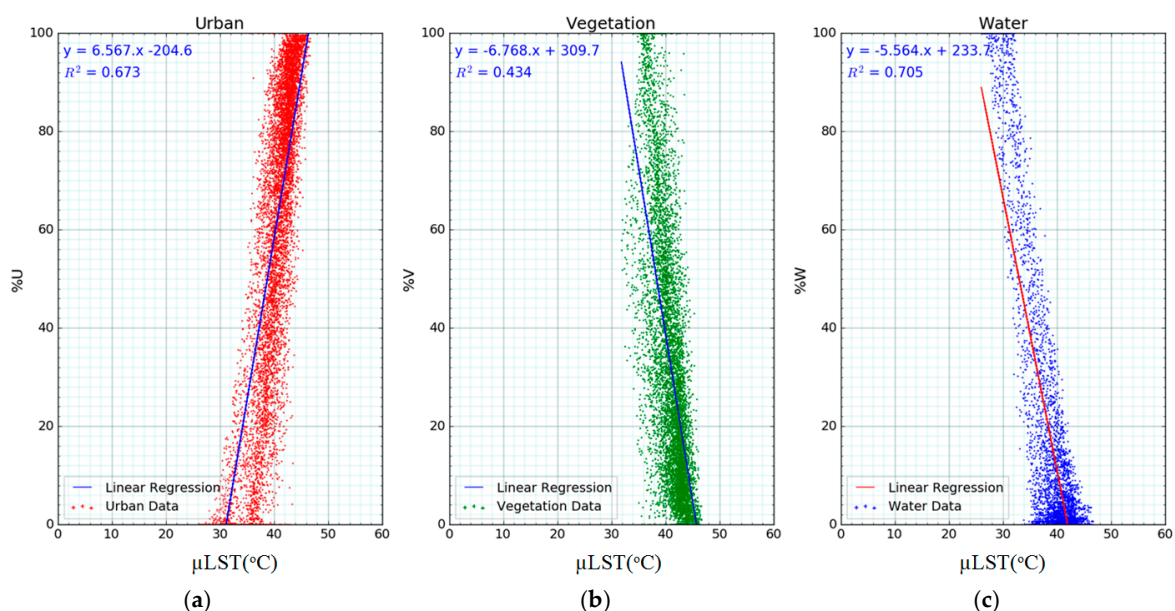 Urban
y = 6.567.x -204.6
R² = 0.673
100
80
60
40
20
0
%U
Linear Regression
Urban Data
0 10 20 30 40 50 60
µLST(°C)
(a)
Vegetation
y = -6.768.x + 309.7
R² = 0.434
100
80
60
40
20
0
%V
Linear Regression
Vegetation Data
0 10 20 30 40 50 60
µLST(°C)
(b)
Water
y = -5.564.x + 233.7
R² = 0.705
100
80
60
40
20
0
%W
Linear Regression
Water Data
0 10 20 30 40 50 60
µLST(°C)
(c)